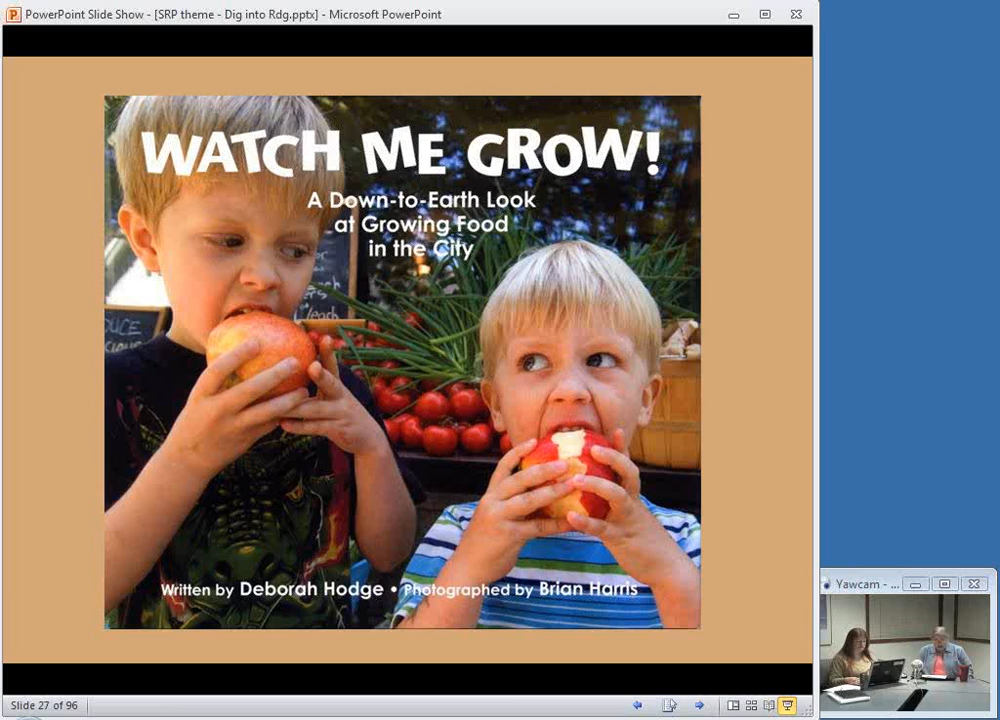 PowerPoint Slide Show - [SRP theme - Dig into Rdg.pptx] - Microsoft PowerPoint
WATCH ME GROW!
A Down-to-Earth Look
at Growing Food
in the City
Written by Deborah Hodge • Photographed by Brian Harris
Yawcam - ...
Slide 27 of 96